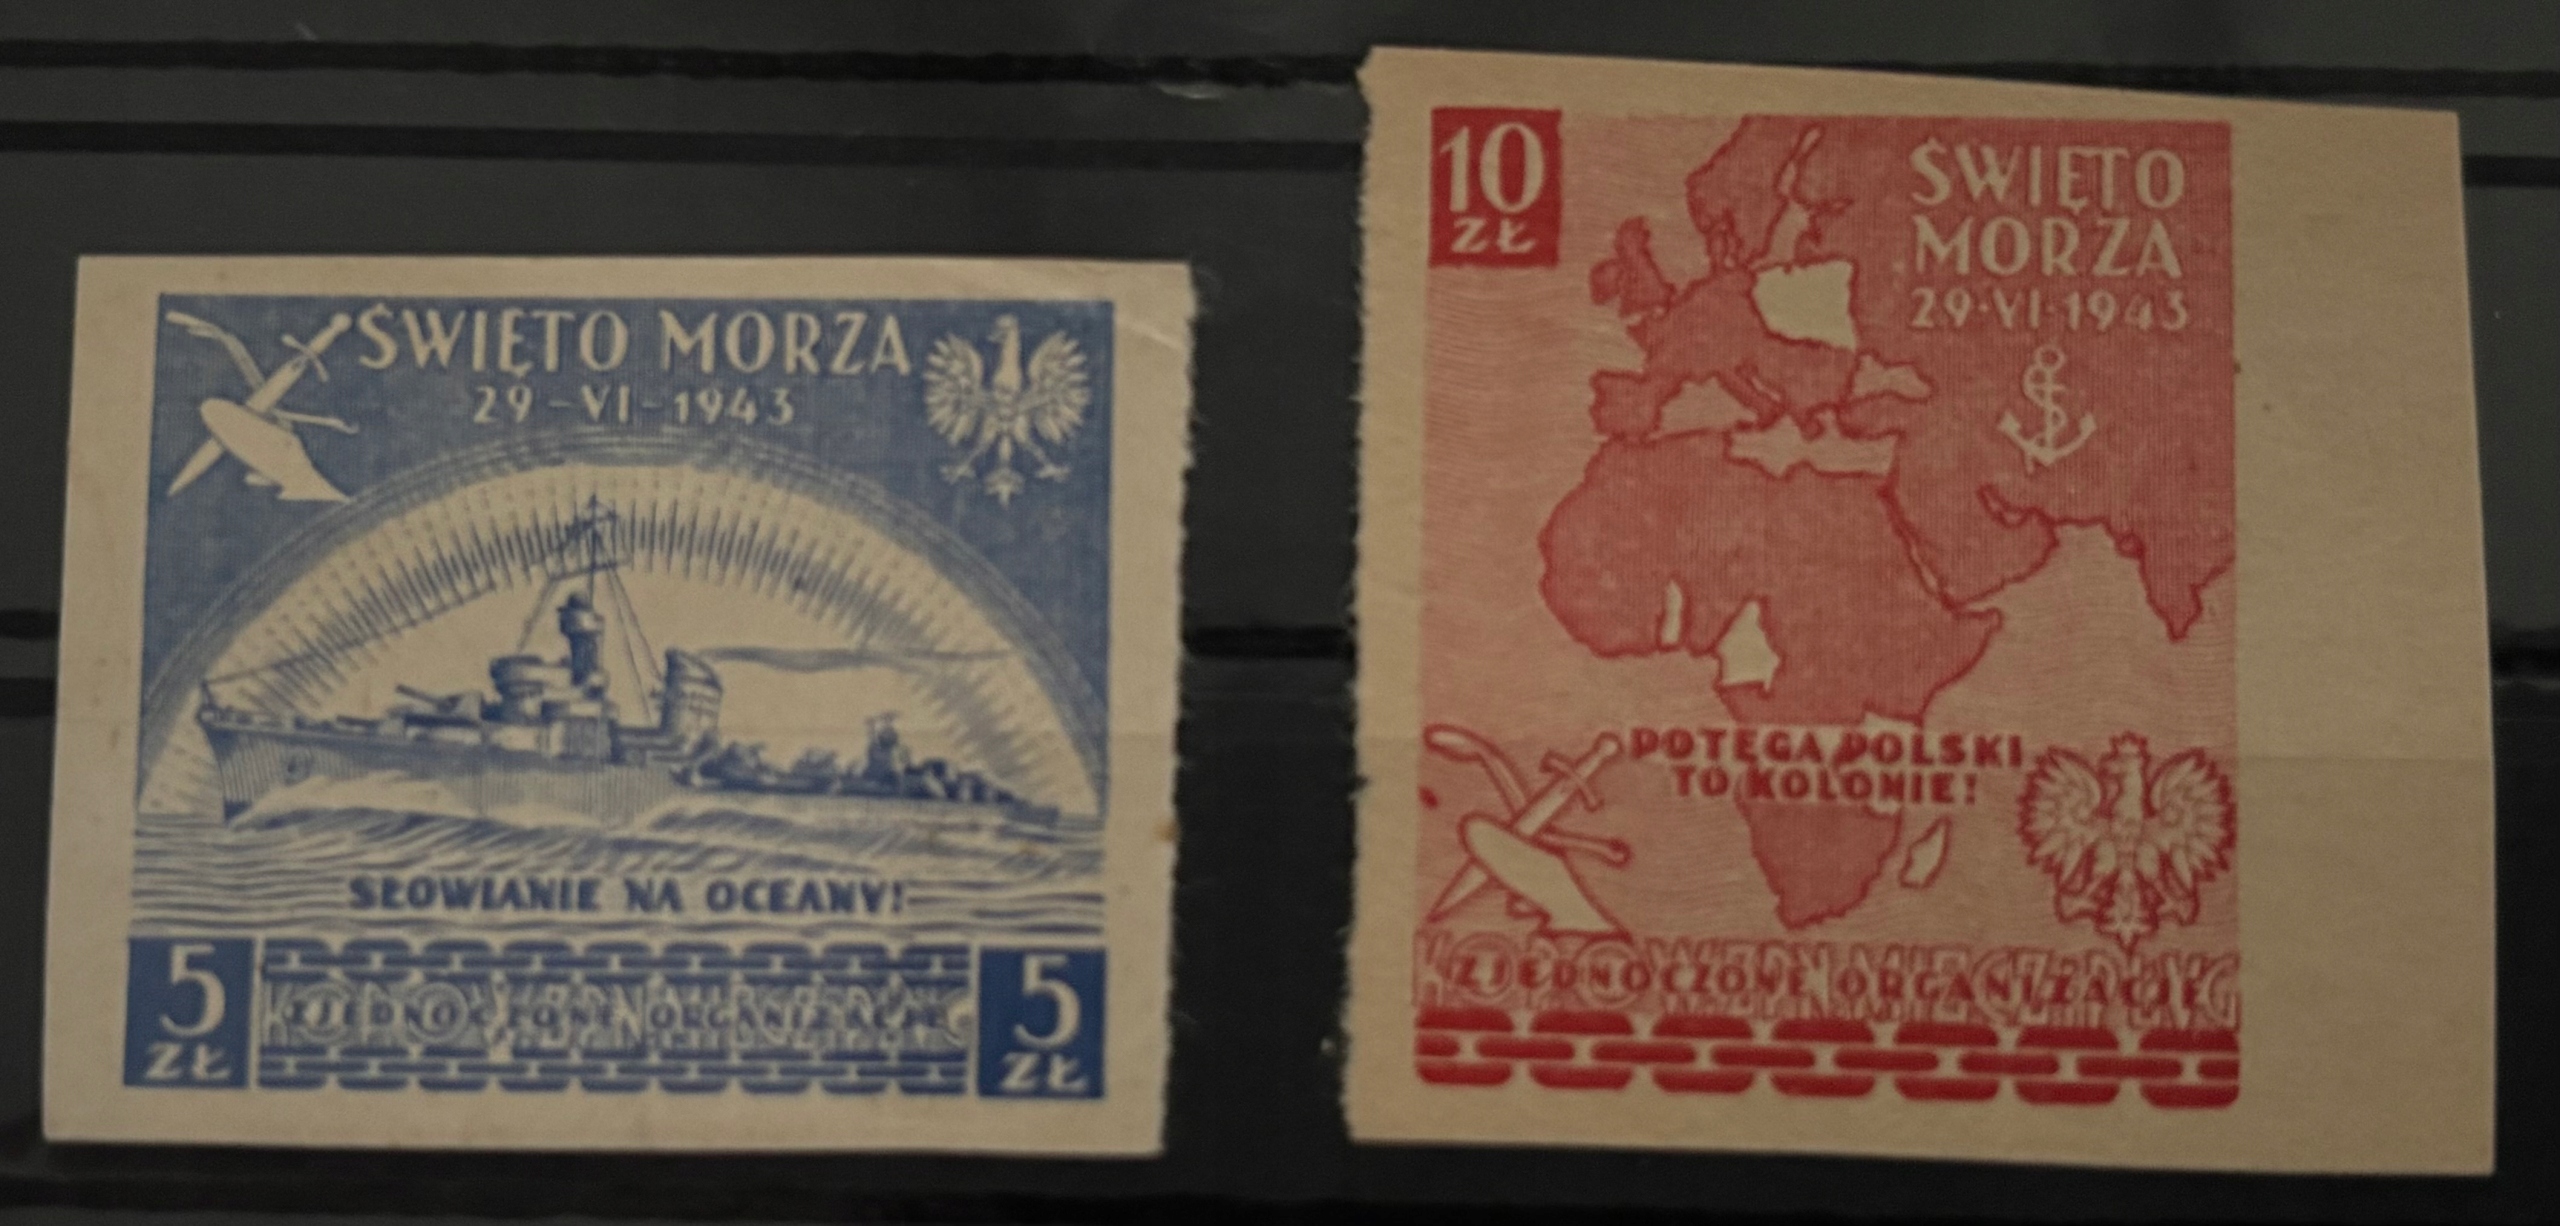 ŚWIĘTO MORZA
29-VI-1943
SŁOWIANIE NA OCEANY!
5
ZŁ
ZJEDNOCZONE ORGANIZACJE
5
ZŁ
10
ZŁ
ŚWIĘTO
MORZA
29·VI·1943
POTĘGA POLSKI
TO KOLONIE!
ZJEDNOCZONE ORGANIZACJE